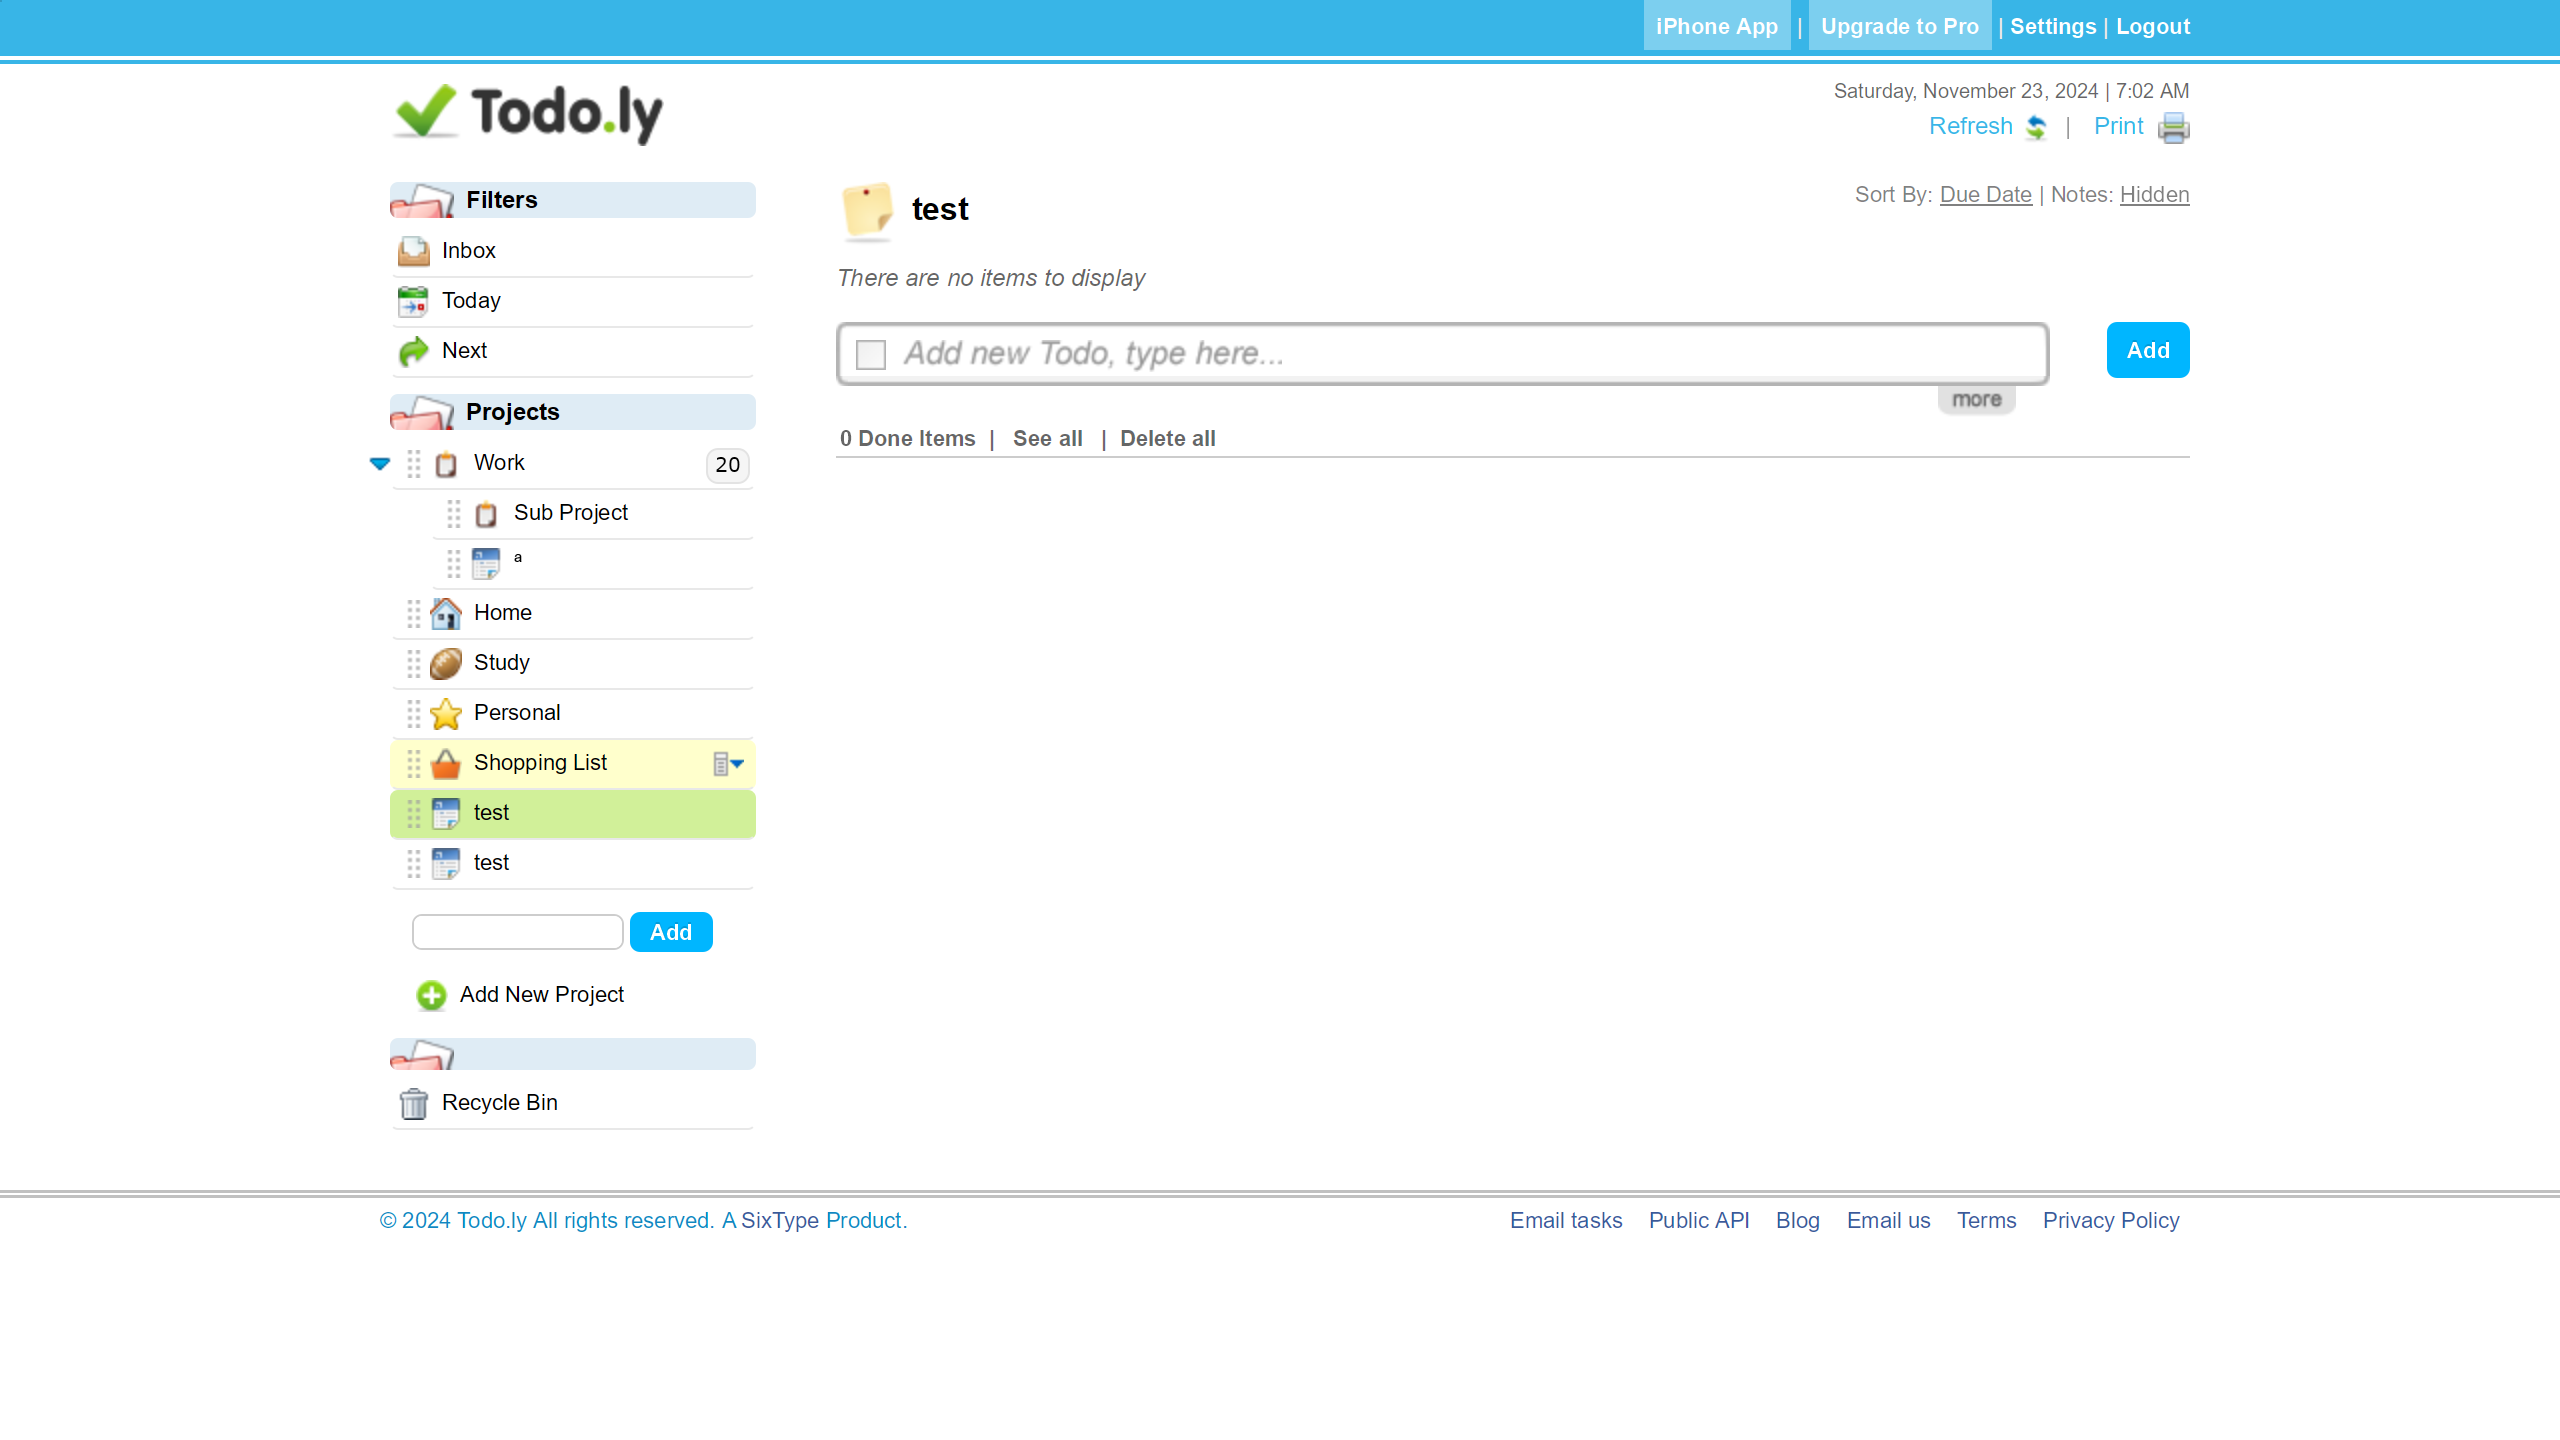 iPhone App | Upgrade to Pro | Settings | Logout
Todo.ly
Saturday, November 23, 2024 | 7:02 AM
Refresh | Print
Filters
Inbox
Today
Next
Projects
Work 20
Sub Project
a
Home
Study
Personal
Shopping List
test
test
Add
Add New Project
Recycle Bin
test
Sort By: Due Date | Notes: Hidden
There are no items to display
Add new Todo, type here...
Add
more
0 Done Items | See all | Delete all
© 2024 Todo.ly All rights reserved. A SixType Product.
Email tasks Public API Blog Email us Terms Privacy Policy